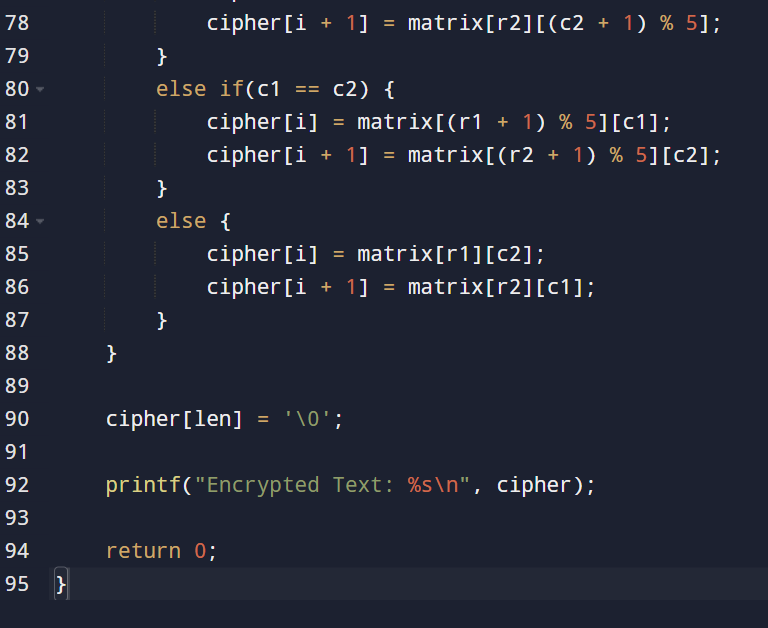 78 cipher[i + 1] = matrix[r2][(c2 + 1) % 5];
79 }
80 else if(c1 == c2) {
81 cipher[i] = matrix[(r1 + 1) % 5][c1];
82 cipher[i + 1] = matrix[(r2 + 1) % 5][c2];
83 }
84 else {
85 cipher[i] = matrix[r1][c2];
86 cipher[i + 1] = matrix[r2][c1];
87 }
88 }
89
90 cipher[len] = '\0';
91
92 printf("Encrypted Text: %s\n", cipher);
93
94 return 0;
95 }